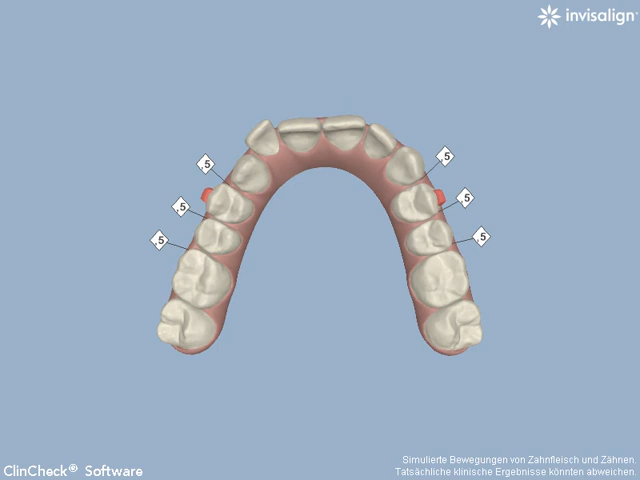 invisalign
.5
.5
.5
.5
.5
.5
Simulierte Bewegungen von Zahnfleisch und Zähnen.
ClinCheck® Software
Tatsächliche klinische Ergebnisse könnten abweichen.